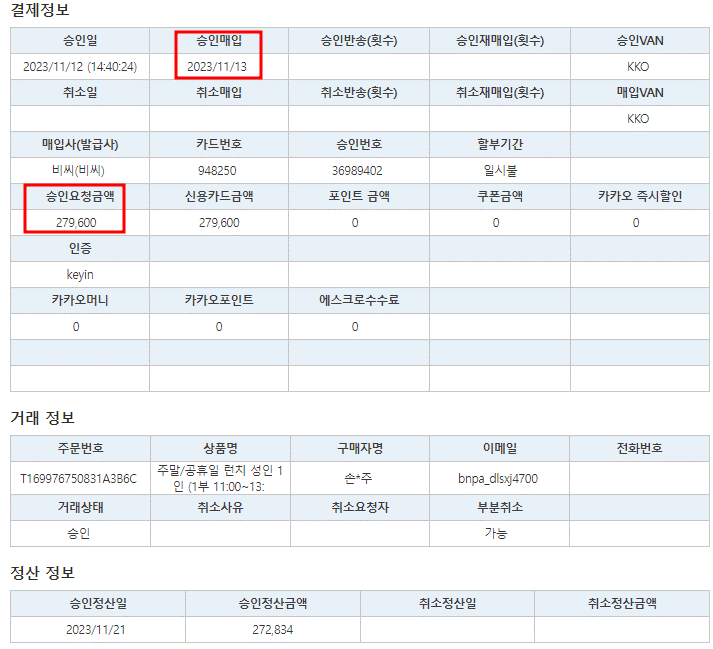 결제정보
승인일 승인매입 승인반송(횟수) 승인재매입(횟수) 승인VAN
2023/11/12 (14:40:24) 2023/11/13 KKO
취소일 취소매입 취소반송(횟수) 취소재매입(횟수) 매입VAN
KKO
매입사(발급사) 카드번호 승인번호 할부기간
비씨(비씨) 948250 36989402 일시불
승인요청금액 신용카드금액 포인트 금액 쿠폰금액 카카오 즉시할인
279,600 279,600 0 0 0
인증
keyin
카카오머니 카카오포인트 에스크로수수료
0 0 0
거래 정보
주문번호 상품명 구매자명 이메일 전화번호
T169976750831A3B6C 주말/공휴일 런치 성인 1 손*주 bnpa_dlsxj4700
인 (1부 11:00~13:
거래상태 취소사유 취소요청자 부분취소
승인 가능
정산 정보
승인정산일 승인정산금액 취소정산일 취소정산금액
2023/11/21 272,834